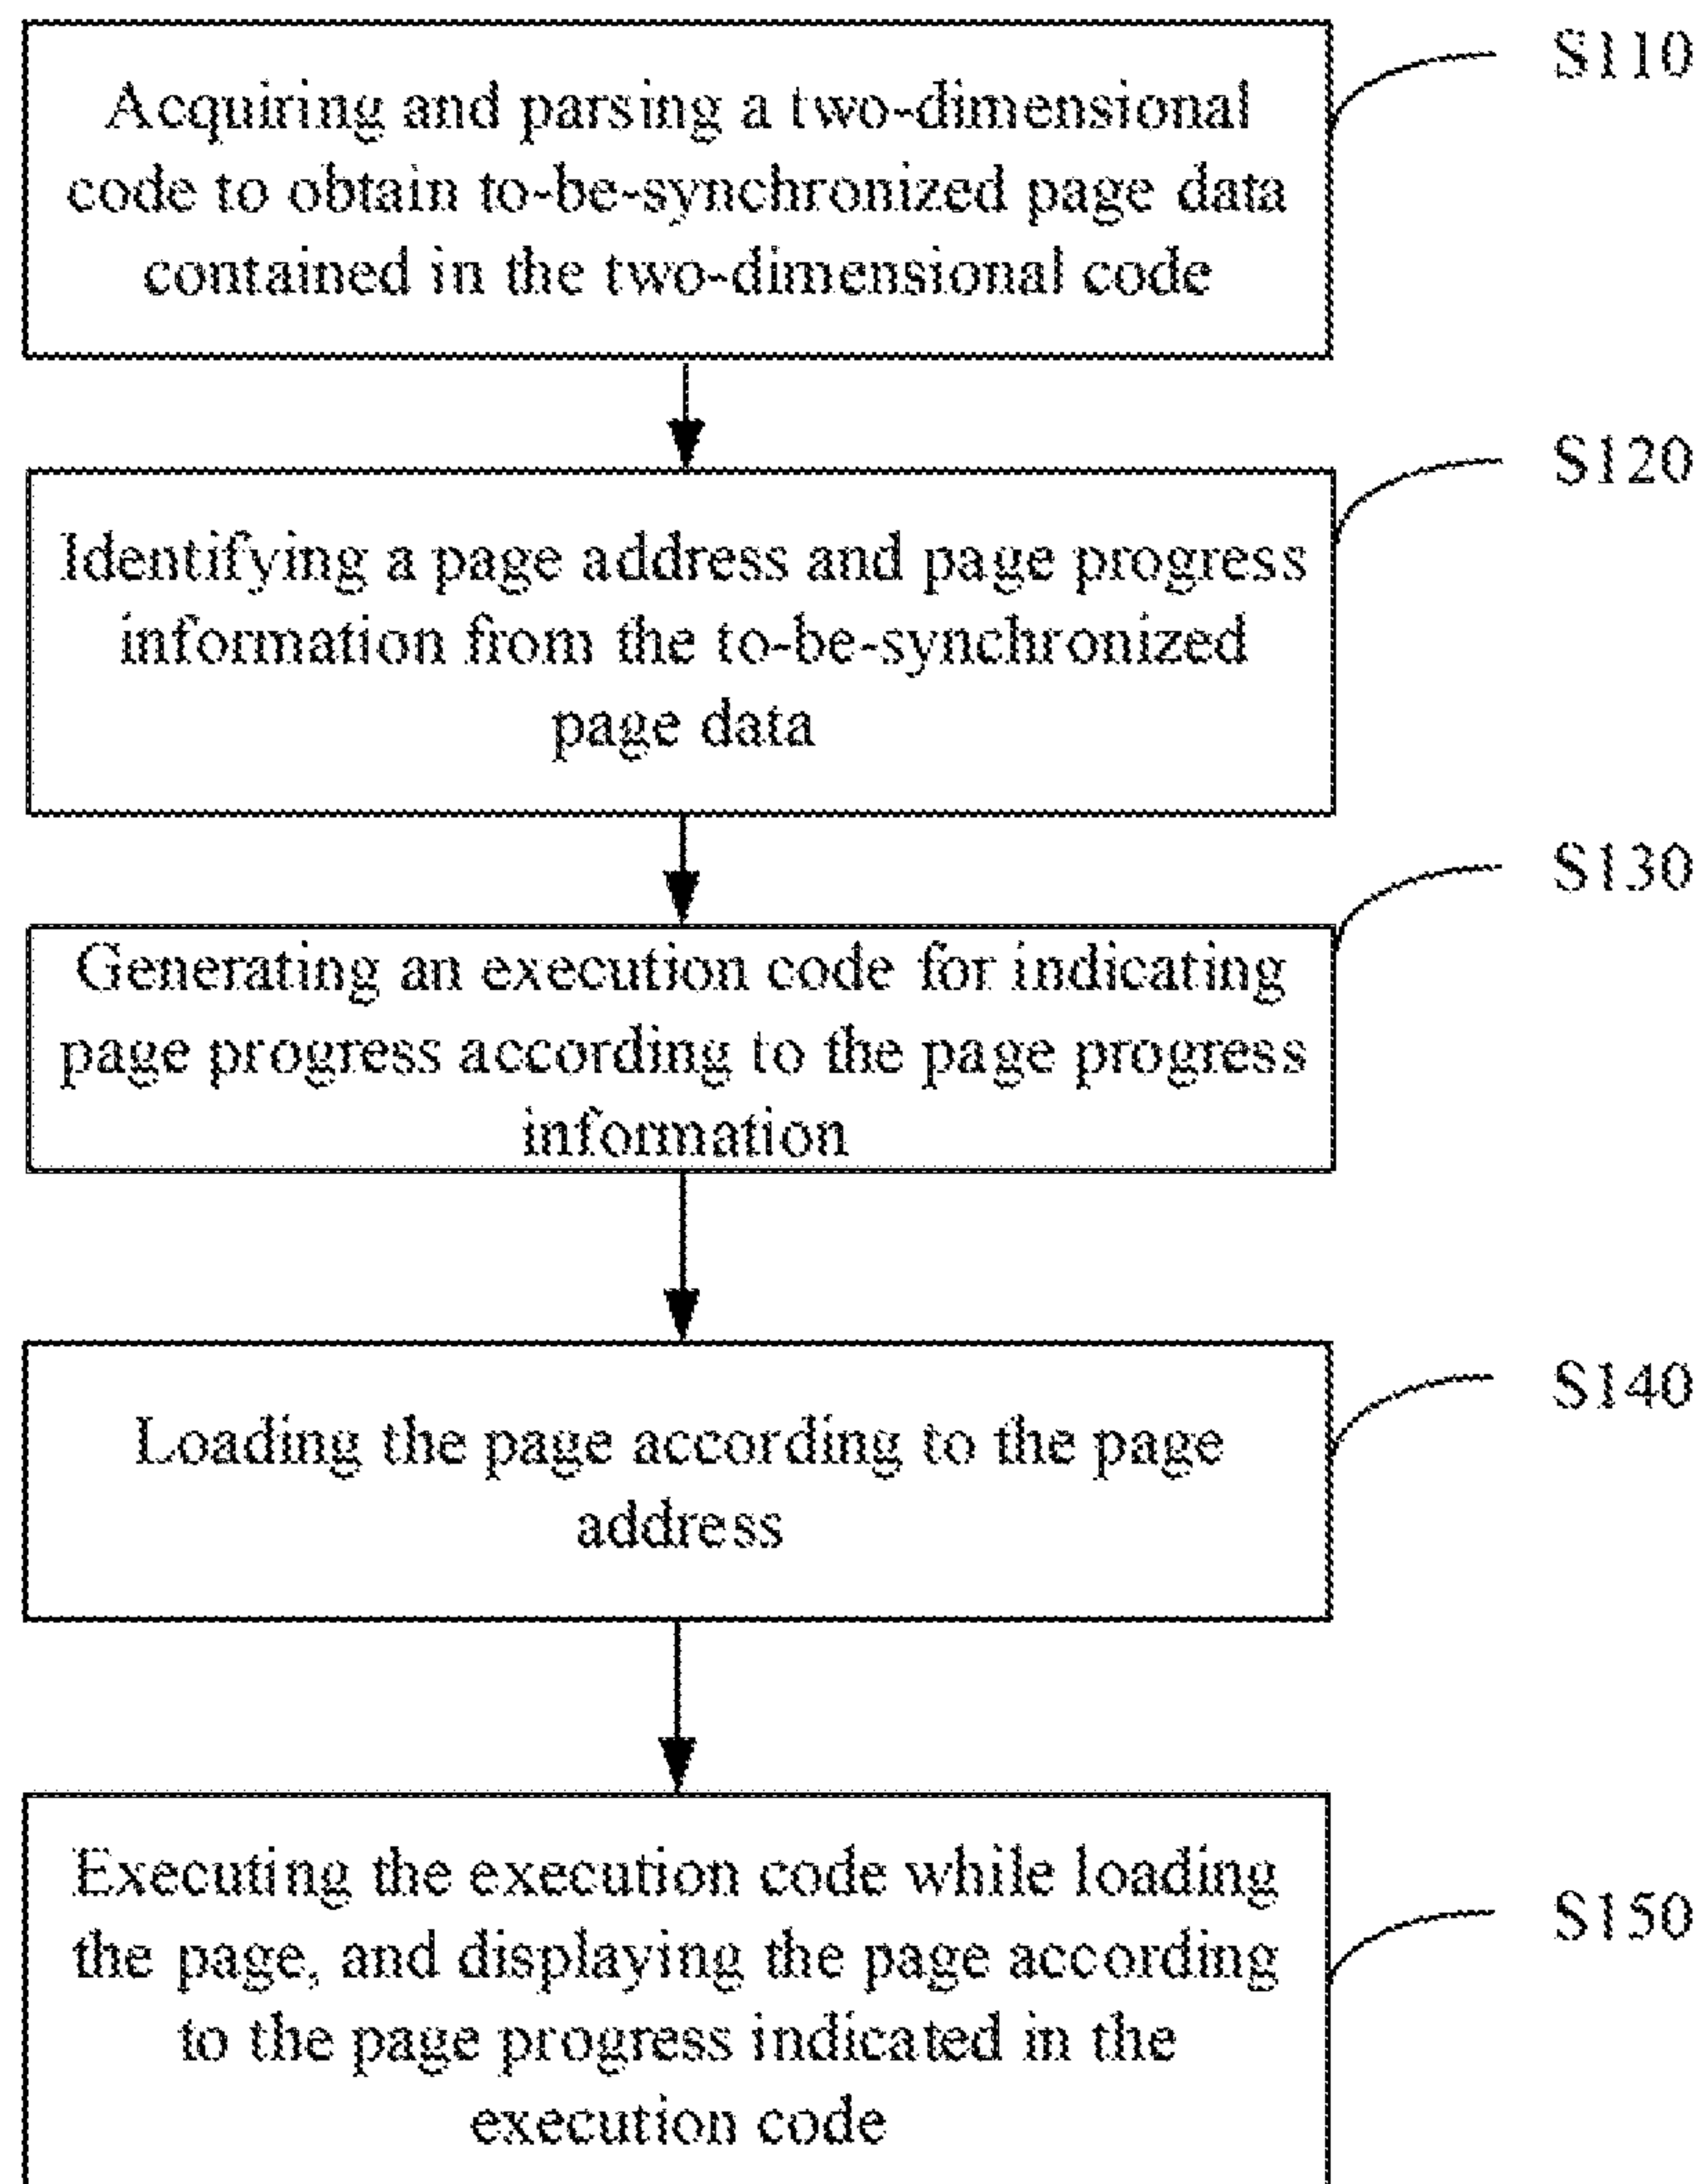 S110
Acquiring and parsing a two-dimensional
code to obtain to-be-synchronized page data
contained in the two-dimensional code
S120
Identifying a page address and page progress
information from the to-be-synchronized
page data
S130
Generating an execution code for indicating
page progress according to the page progress
information
S140
Loading the page according to the page
address
S150
Executing the execution code while loading
the page, and displaying the page according
to the page progress indicated in the
execution code